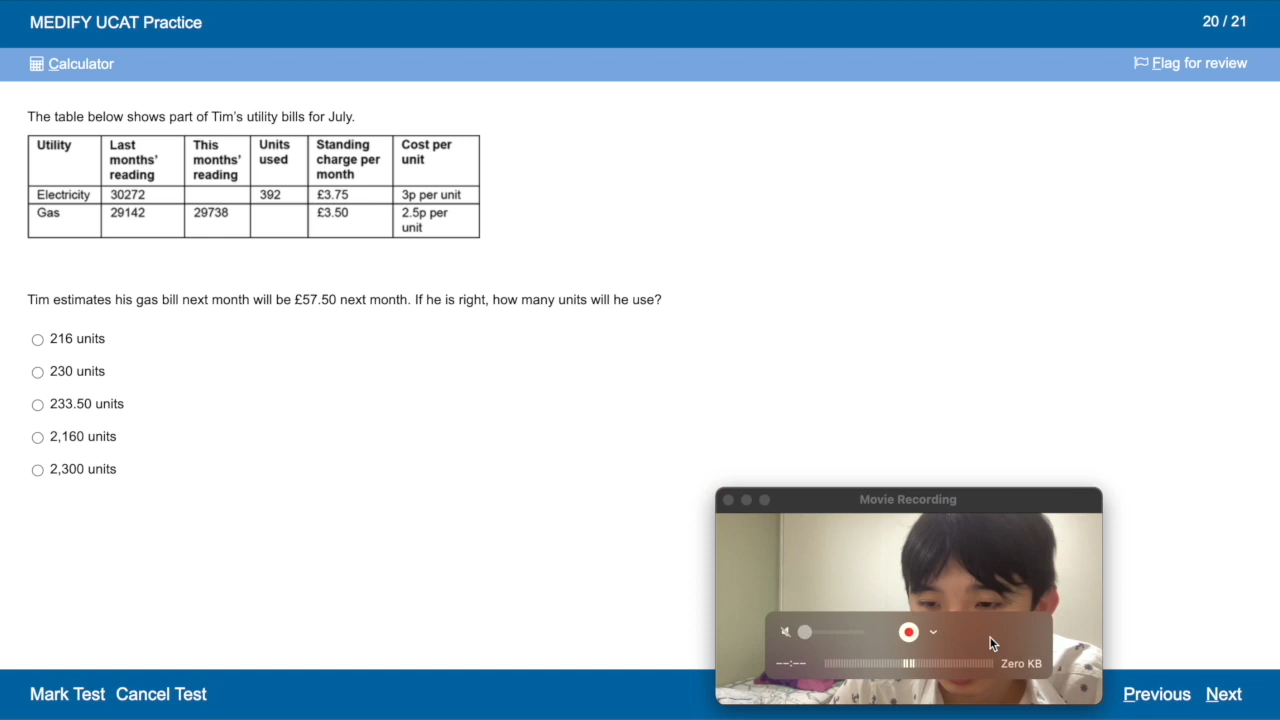 MEDIFY UCAT Practice
20 / 21
Calculator
Flag for review
The table below shows part of Tim's utility bills for July.
Utility Last months' reading This months' reading Units used Standing charge per month Cost per unit
Electricity 30272 392 £3.75 3p per unit
Gas 29142 29738 £3.50 2.5p per unit
Tim estimates his gas bill next month will be £57.50 next month. If he is right, how many units will he use?
216 units
230 units
233.50 units
2,160 units
2,300 units
Movie Recording
--:--
Zero KB
Mark Test Cancel Test
Previous Next